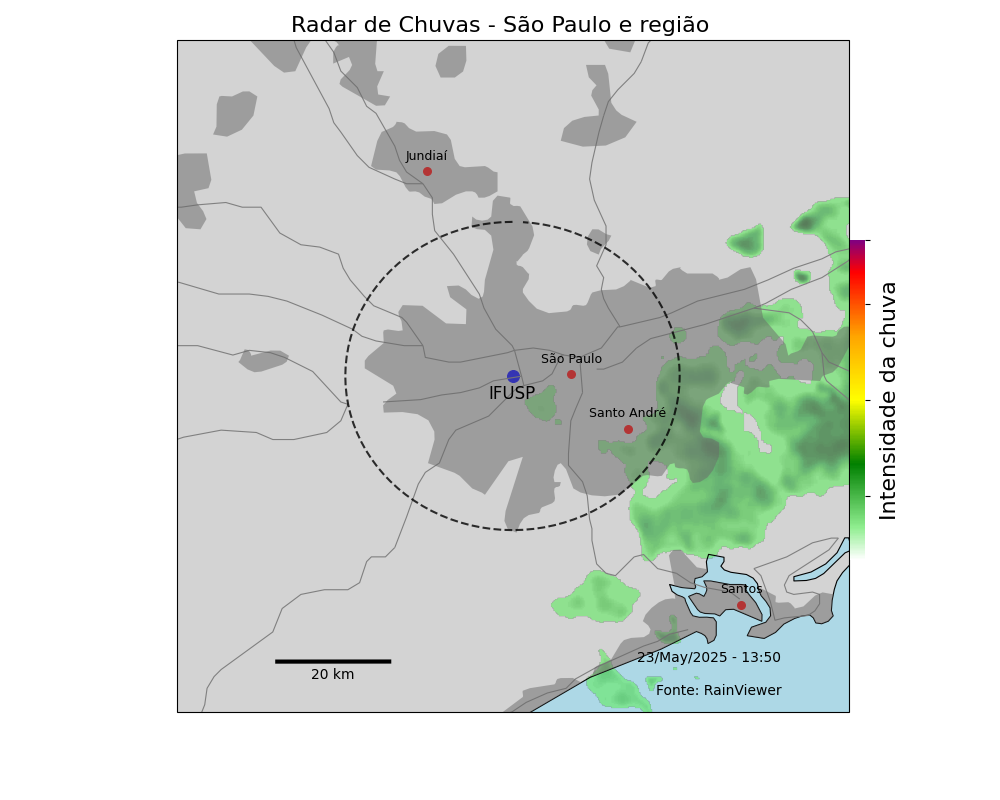 Radar de Chuvas - São Paulo e região
Jundiaí
São Paulo
IFUSP
Santo André
Intensidade da chuva
Santos
23/May/2025 - 13:50
20 km
Fonte: RainViewer